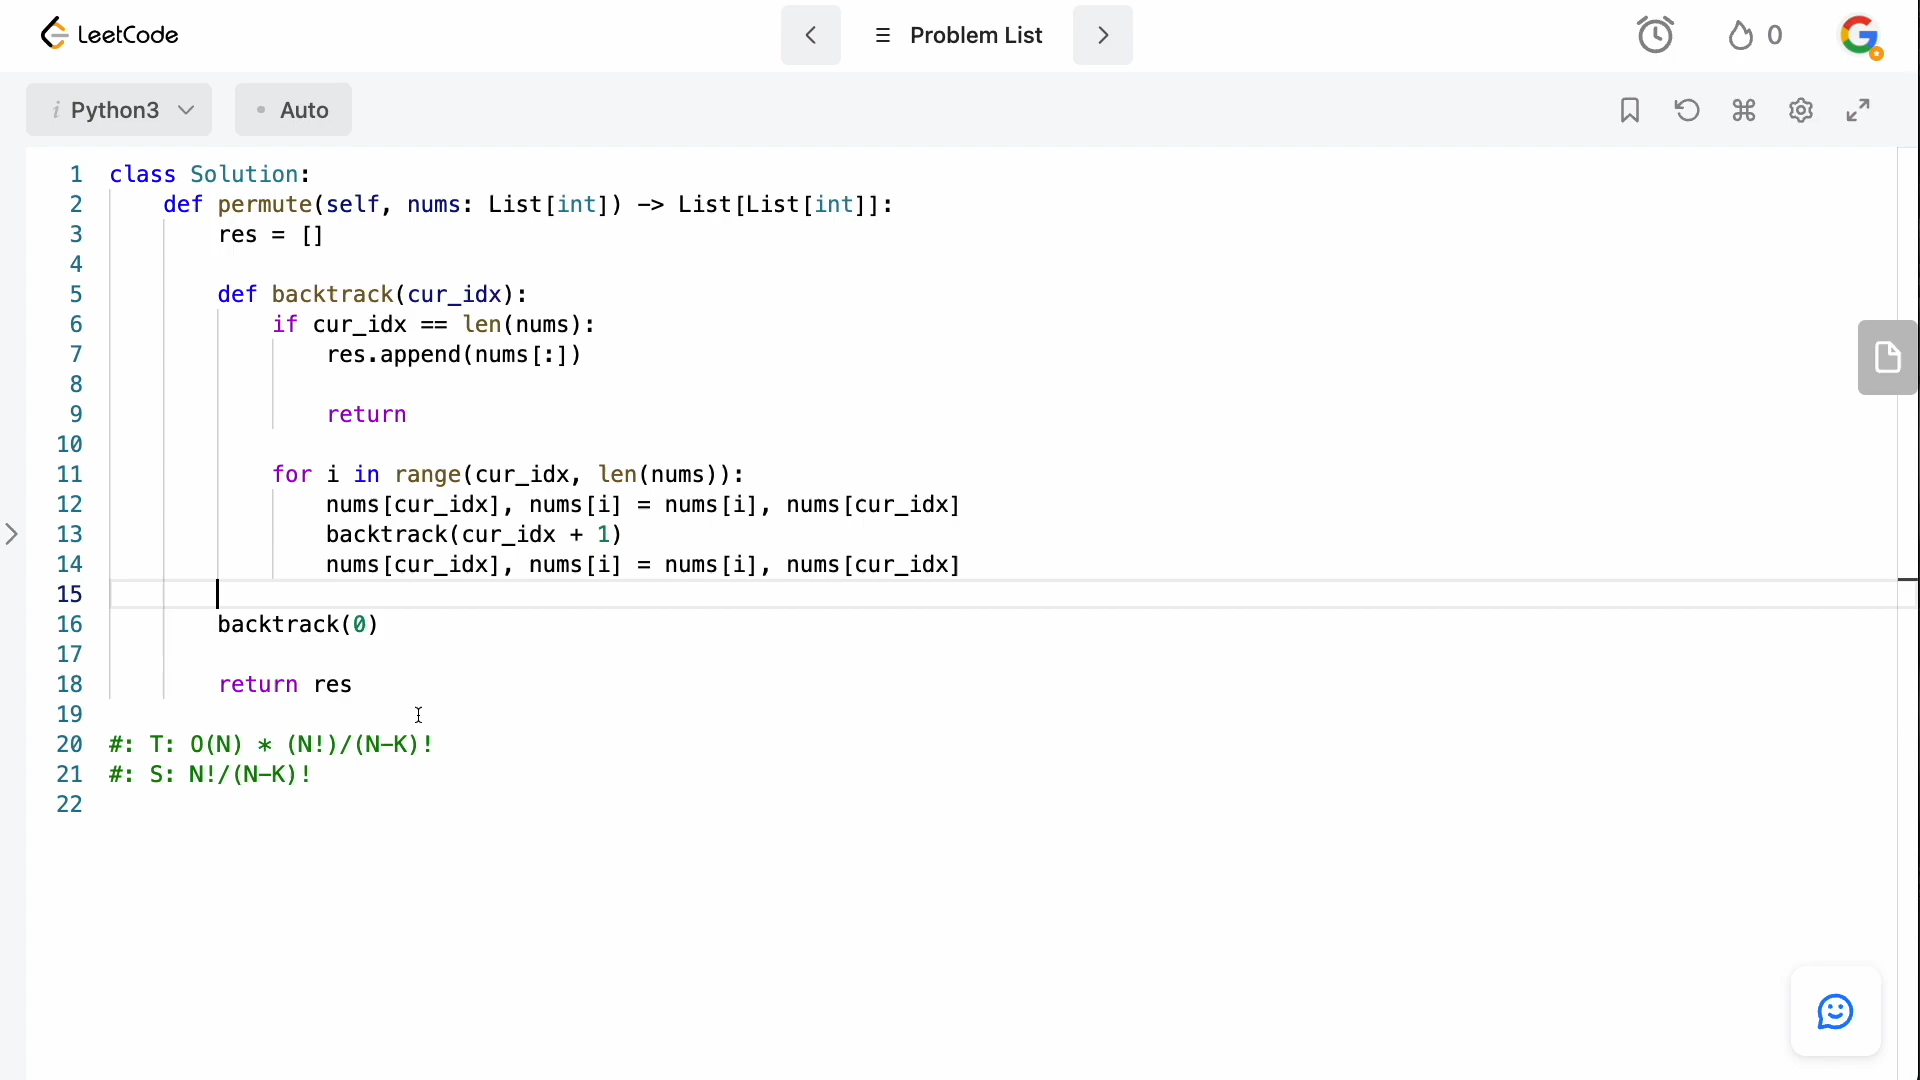 LeetCode
Problem List
0
i Python3
Auto
1 class Solution:
2 def permute(self, nums: List[int]) -> List[List[int]]:
3 res = []
4
5 def backtrack(cur_idx):
6 if cur_idx == len(nums):
7 res.append(nums[:])
8
9 return
10
11 for i in range(cur_idx, len(nums)):
12 nums[cur_idx], nums[i] = nums[i], nums[cur_idx]
13 backtrack(cur_idx + 1)
14 nums[cur_idx], nums[i] = nums[i], nums[cur_idx]
15
16 backtrack(0)
17
18 return res
19
20 #: T: O(N) * (N!)/(N-K)!
21 #: S: N!/(N-K)!
22